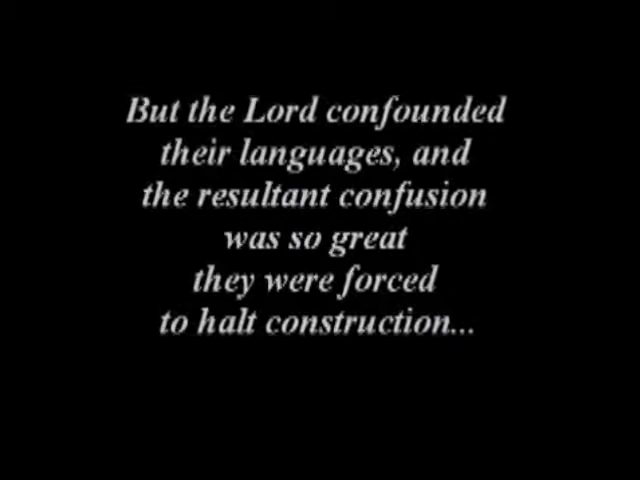 But the Lord confounded
their languages, and
the resultant confusion
was so great
they were forced
to halt construction...